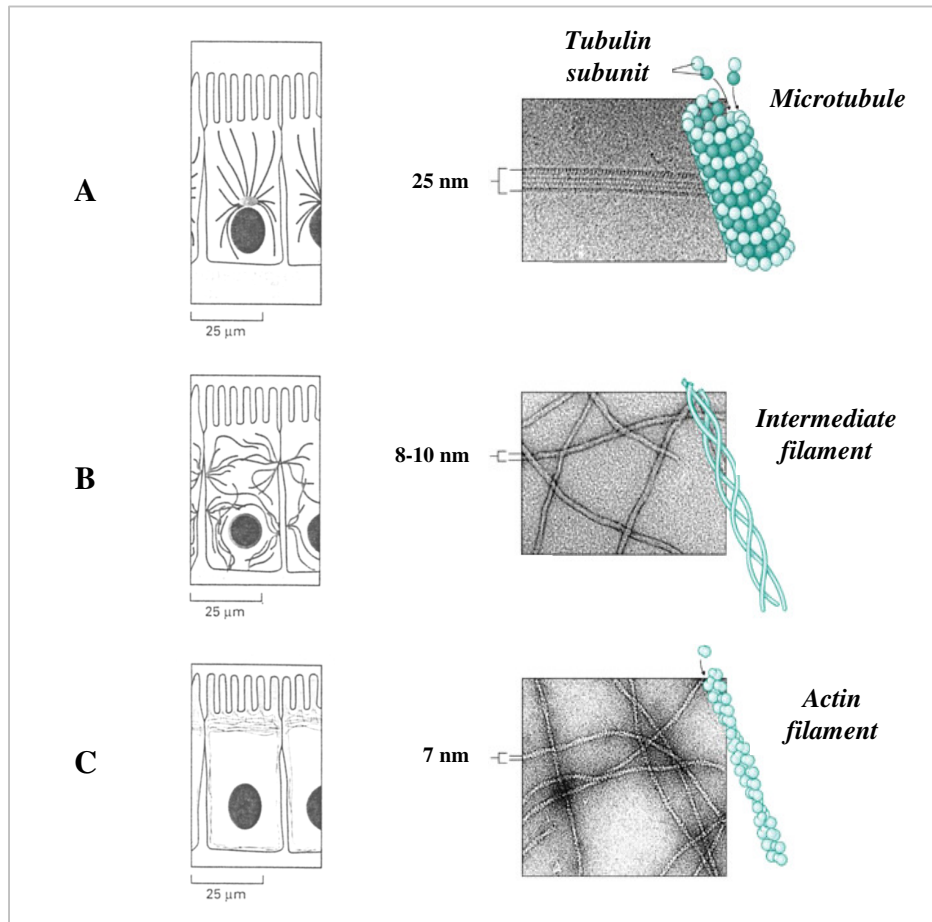 Tubulin
subunit
Microtubule
A
25 nm
25 μm
Intermediate
filament
B
8-10 nm
25 μm
Actin
filament
C
7 nm
25 μm